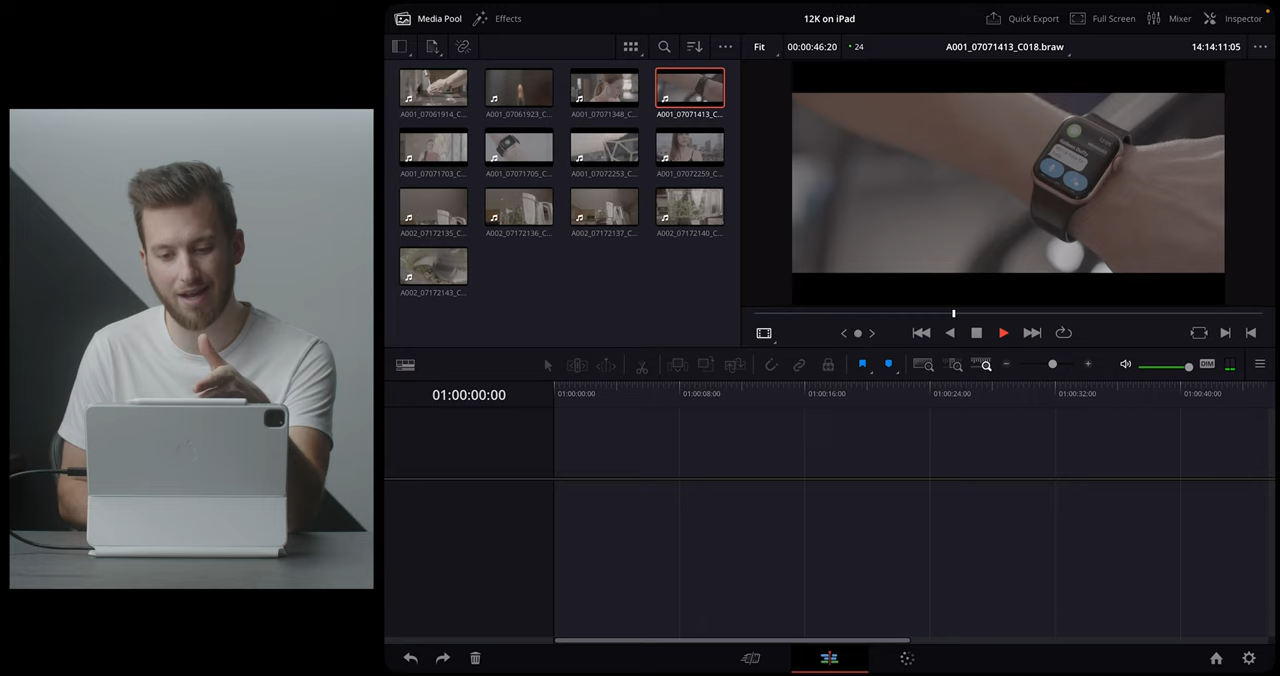 Media Pool Effects 12K on iPad Quick Export Full Screen Mixer Inspector
Fit 00:00:46:20 24 A001_07071413_C018.braw 14:14:11:05
A001_07061914_C... A001_07061923_C... A001_07071348_C... A001_07071413_C...
A001_07071703_C... A001_07071705_C... A001_07072253_C... A001_07072259_C...
A002_07172135_C... A002_07172136_C... A002_07172137_C... A002_07172140_C...
A002_07172143_C...
DIM
01:00:00:00 01:00:00:00 01:00:08:00 01:00:16:00 01:00:24:00 01:00:32:00 01:00:40:00